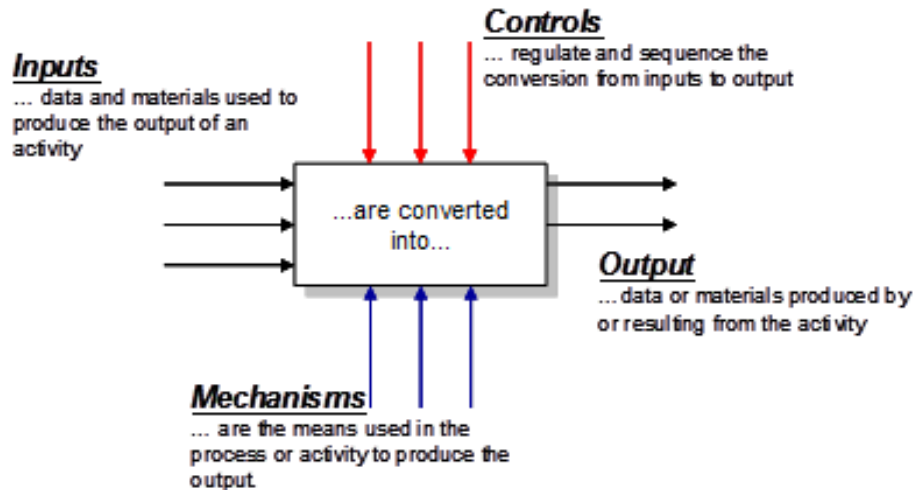 Controls
... regulate and sequence the
conversion from inputs to output
Inputs
... data and materials used to
produce the output of an
activity
...are converted
into...
Output
...data or materials produced by
or resulting from the activity
Mechanisms
... are the means used in the
process or activity to produce the
output.